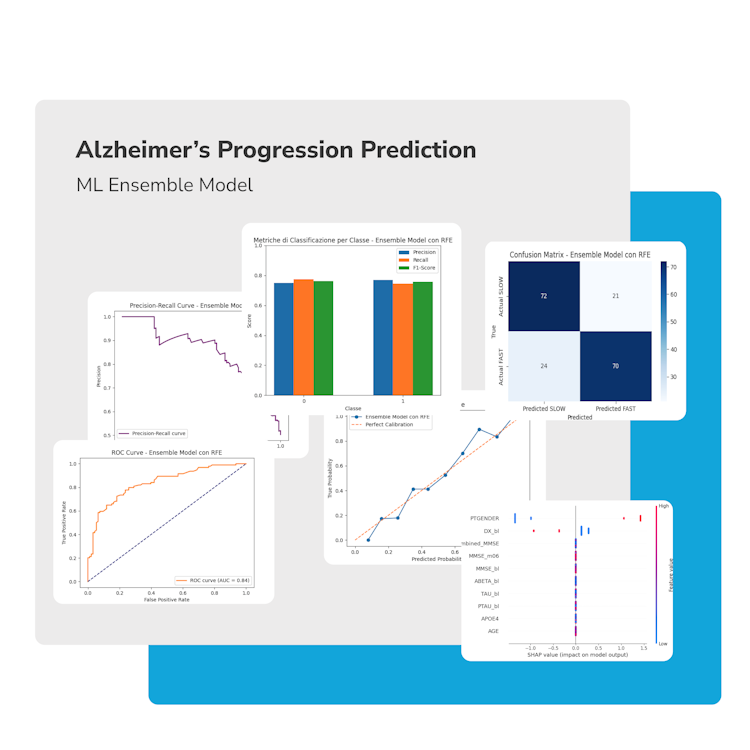 Alzheimer's Progression Prediction
ML Ensemble Model
Metriche di Classificazione per Classe - Ensemble Model con RFE
Precision
Recall
F1-Score
1.0
0.8
0.6
0.4
0.2
0.0
Score
0
1
Classe
Confusion Matrix - Ensemble Model con RFE
Actual SLOW
Actual FAST
True
72
21
24
70
Predicted SLOW
Predicted FAST
Predicted
70
60
50
40
30
Precision-Recall Curve - Ensemble
1.0
0.9
0.8
0.7
0.6
0.5
Precision
Precision-Recall curve
1.0
Ensemble Model con RFE
Perfect Calibration
1.0
0.8
0.6
0.4
0.2
0.0
True Probability
0.0
0.2
0.4
0.6
Predicted
ROC Curve - Ensemble Model con RFE
1.0
0.8
0.6
0.4
0.2
0.0
True Positive Rate
ROC curve (AUC = 0.84)
0.0
0.2
0.4
0.6
0.8
1.0
False Positive Rate
PTGENDER
DX_bl
mbined_MMSE
MMSE_m06
MMSE_bl
ABETA_bl
TAU_bl
PTAU_bl
APOE4
AGE
-1.0
-0.5
0.0
0.5
1.0
1.5
SHAP value (impact on model output)
High
Low
Feature value